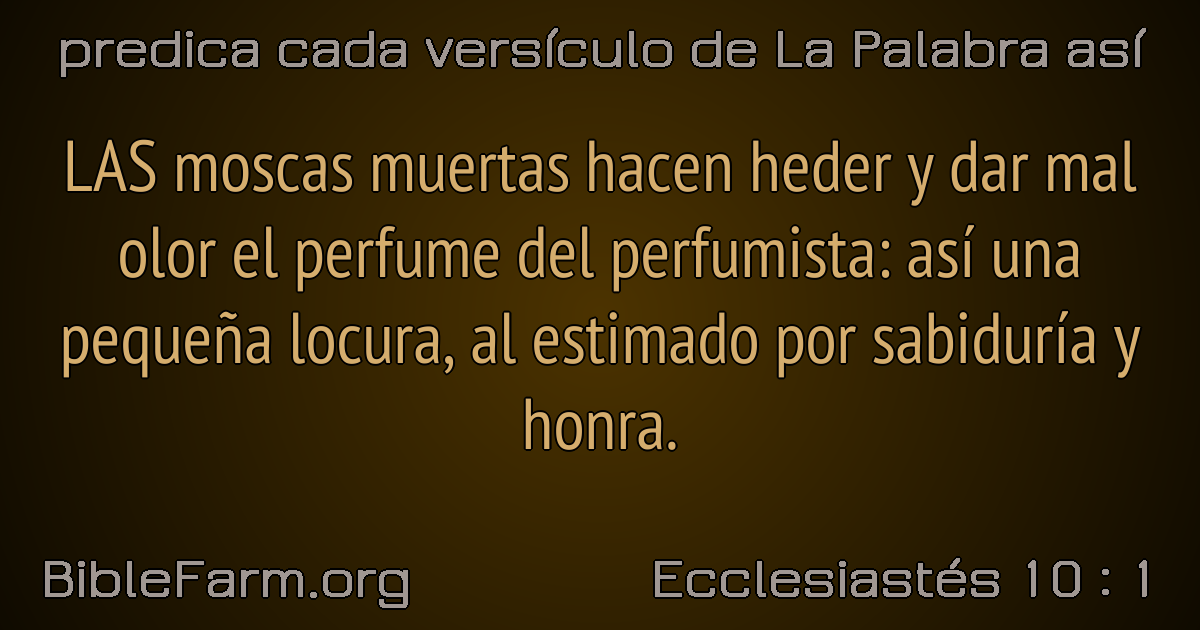 predica cada versículo de La Palabra así
LAS moscas muertas hacen heder y dar mal
olor el perfume del perfumista: así una
pequeña locura, al estimado por sabiduría y
honra.
BibleFarm.org
Ecclesiastés 10 : 1